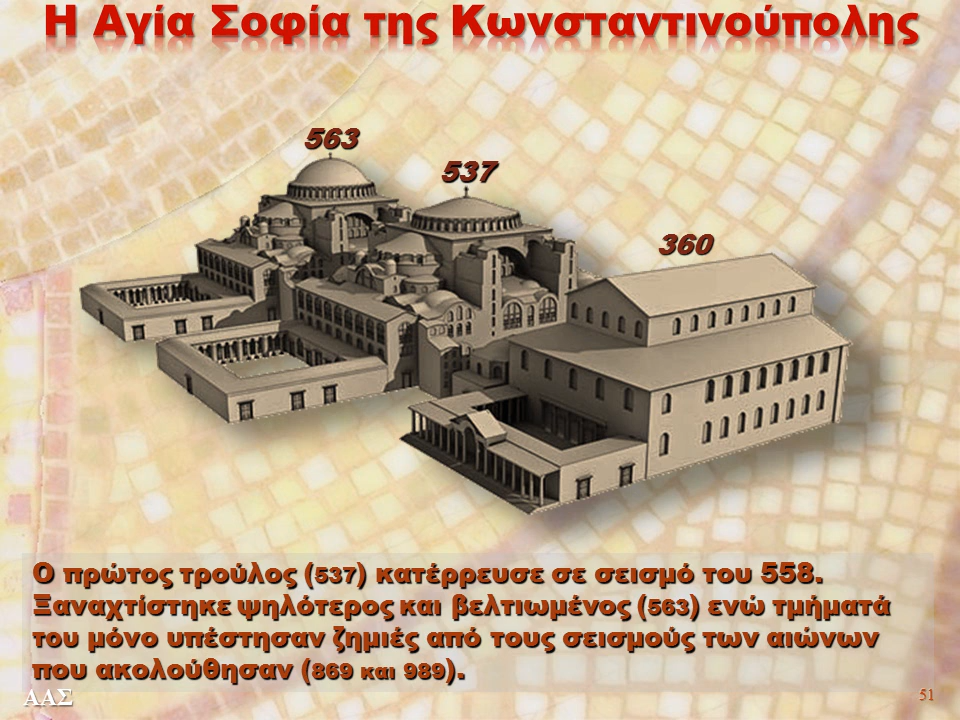 Η Αγία Σοφία της Κωνσταντινούπολης
563
537
360
Ο πρώτος τρούλος (537) κατέρρευσε σε σεισμό του 558.
Ξαναχτίστηκε ψηλότερος και βελτιωμένος (563) ενώ τμήματά
του μόνο υπέστησαν ζημιές από τους σεισμούς των αιώνων
που ακολούθησαν (869 και 989).
ΑΑΣ
51